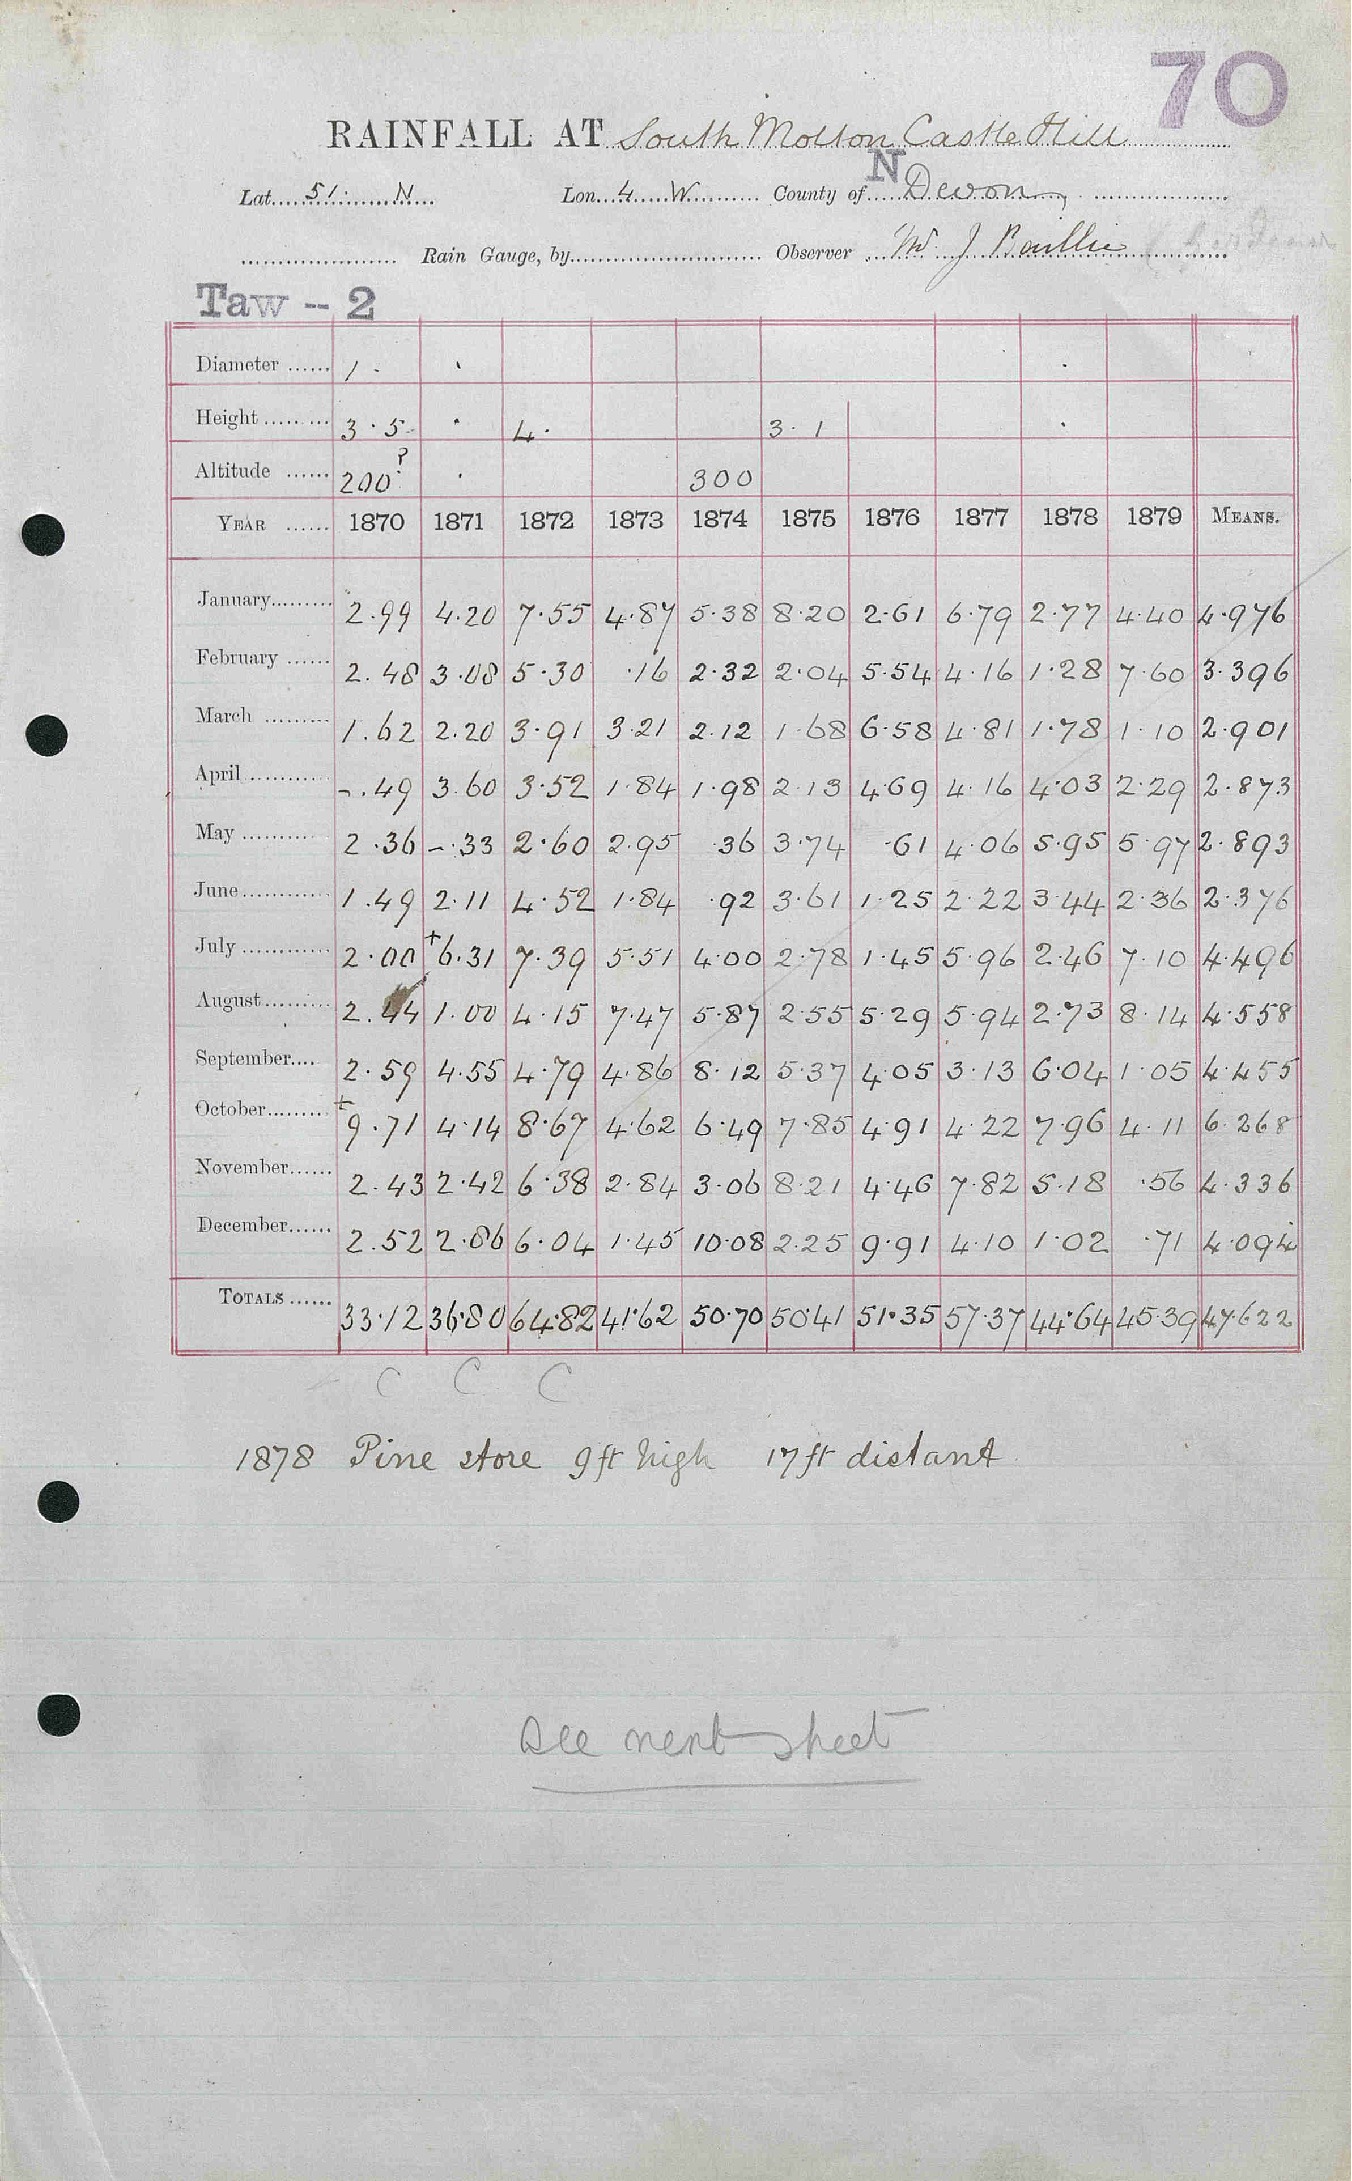 70
RAINFALL AT South Molton Castle Hill
N
Lat. 51. N Lon. 4. W County of Devon
Rain Gauge, by Observer Mr J Baillie
Taw -- 2
Diameter 1.
Height 3.5 4. 3.1
Altitude 200? 300
YEAR 1870 1871 1872 1873 1874 1875 1876 1877 1878 1879 MEANS.
January 2.99 4.20 7.55 4.87 5.38 8.20 2.61 6.79 2.77 4.40 4.976
February 2.48 3.08 5.30 .16 2.32 2.04 5.54 4.16 1.28 7.60 3.396
March 1.62 2.20 3.91 3.21 2.12 1.68 6.58 4.81 1.78 1.10 2.901
April -.49 3.60 3.52 1.84 1.98 2.13 4.69 4.16 4.03 2.29 2.873
May 2.36 -.33 2.60 2.95 .36 3.74 .61 4.06 5.95 5.97 2.893
June 1.49 2.11 4.52 1.84 .92 3.61 1.25 2.22 3.44 2.36 2.376
July 2.00 +6.31 7.39 5.51 4.00 2.78 1.45 5.96 2.46 7.10 4.496
August 2.44 1.00 4.15 7.47 5.87 2.55 5.29 5.94 2.73 8.14 4.558
September 2.59 4.55 4.79 4.86 8.12 5.37 4.05 3.13 6.04 1.05 4.455
October +9.71 4.14 8.67 4.62 6.49 7.85 4.91 4.22 7.96 4.11 6.268
November 2.43 2.42 6.38 2.84 3.06 8.21 4.46 7.82 5.18 .56 4.336
December 2.52 2.86 6.04 1.45 10.08 2.25 9.91 4.10 1.02 .71 4.094
TOTALS 33.12 36.80 64.82 41.62 50.70 50.41 51.35 57.37 44.64 45.39 47.622
C C C
1878 Pine store 9ft high 17ft distant
See next sheet